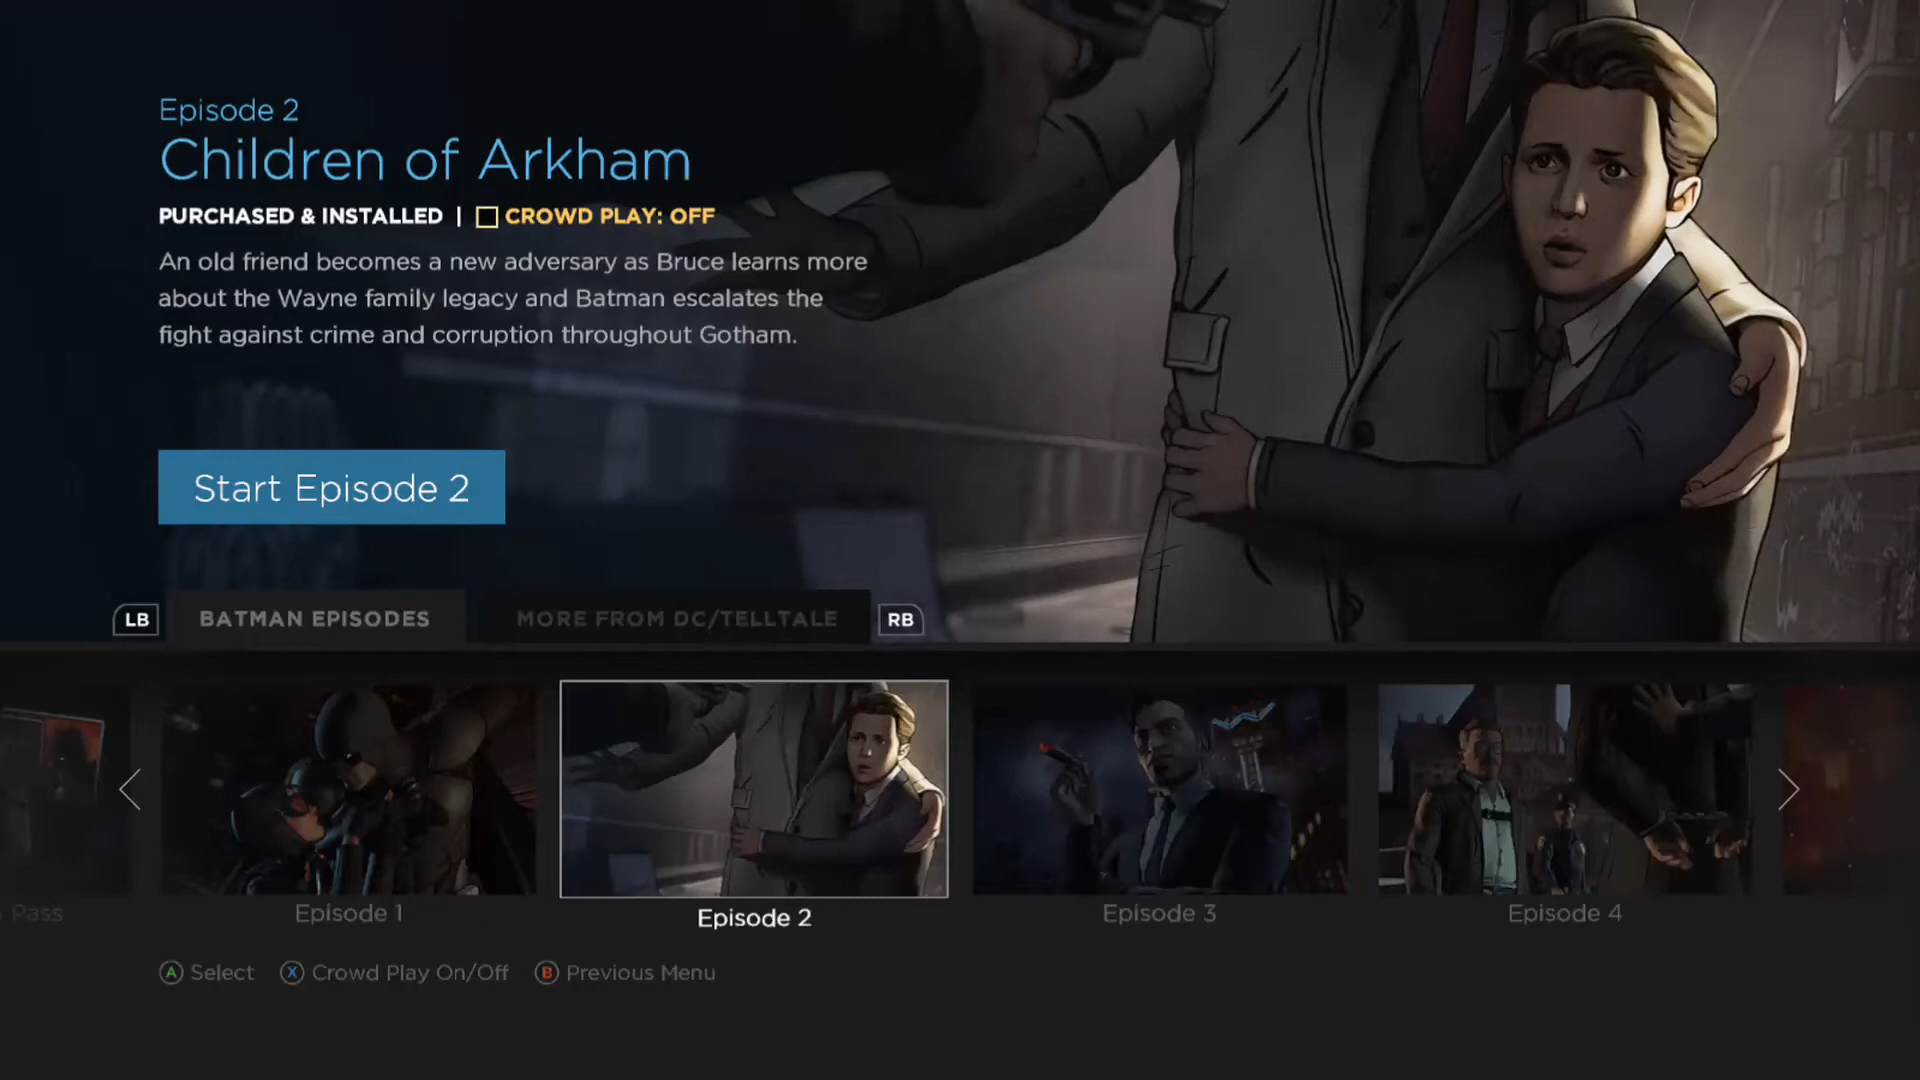 Episode 2
Children of Arkham
PURCHASED & INSTALLED | CROWD PLAY: OFF
An old friend becomes a new adversary as Bruce learns more
about the Wayne family legacy and Batman escalates the
fight against crime and corruption throughout Gotham.
Start Episode 2
LB BATMAN EPISODES MORE FROM DC/TELLTALE RB
Pass Episode 1 Episode 2 Episode 3 Episode 4
A Select X Crowd Play On/Off B Previous Menu